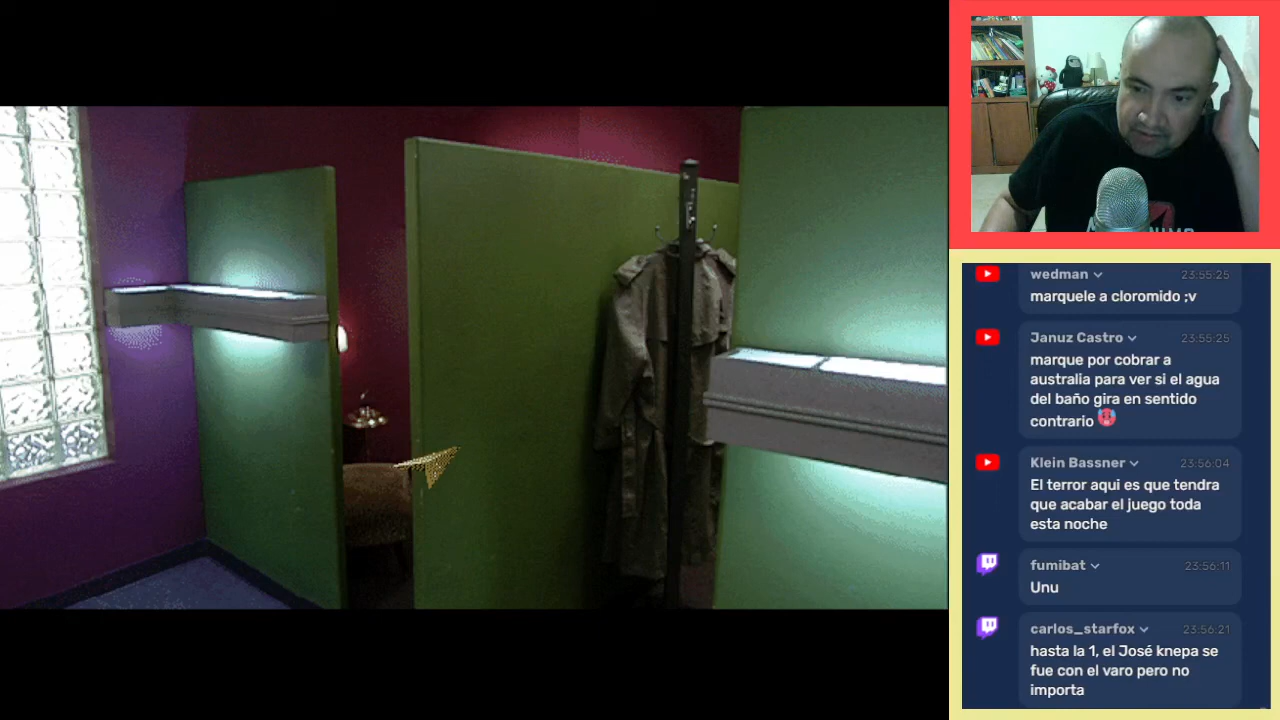 wedman 23:55:25
marquele a cloromido ;v
Januz Castro 23:55:25
marque por cobrar a
australia para ver si el agua
del baño gira en sentido
contrario
Klein Bassner 23:56:04
El terror aqui es que tendra
que acabar el juego toda
esta noche
fumibat 23:56:11
Unu
carlos_starfox 23:56:21
hasta la 1, el José knepa se
fue con el varo pero no
importa